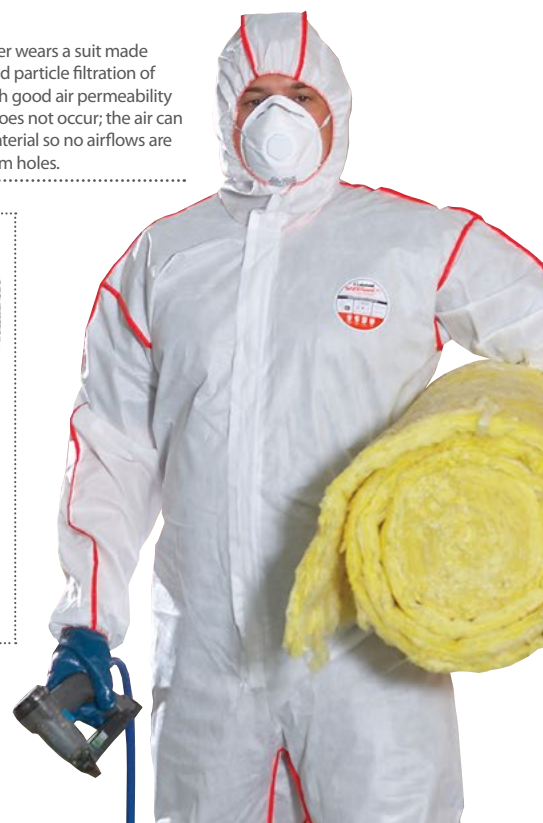 er wears a suit made
d particle filtration of
h good air permeability
oes not occur; the air can
aterial so no airflows are
m holes.
Lakeland